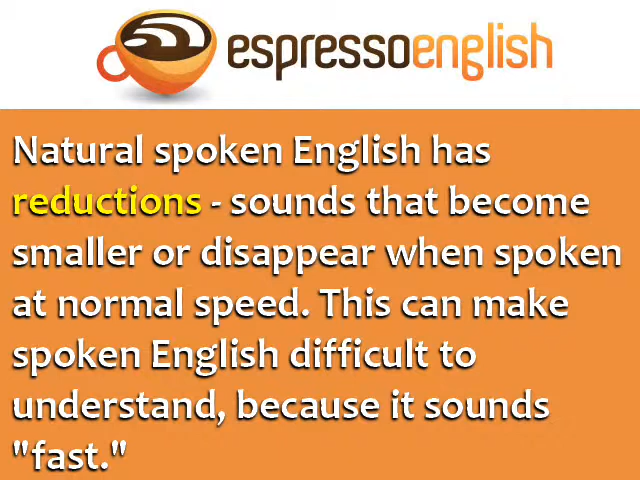 espressoenglish
Natural spoken English has
reductions - sounds that become
smaller or disappear when spoken
at normal speed. This can make
spoken English difficult to
understand, because it sounds
"fast."